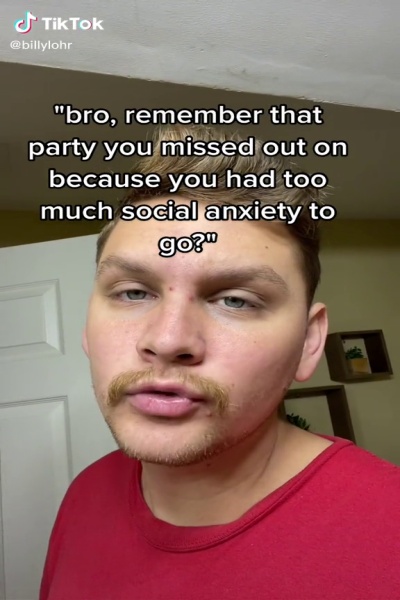 TikTok
@billylohr
"bro, remember that
party you missed out on
because you had too
much social anxiety to
go?"